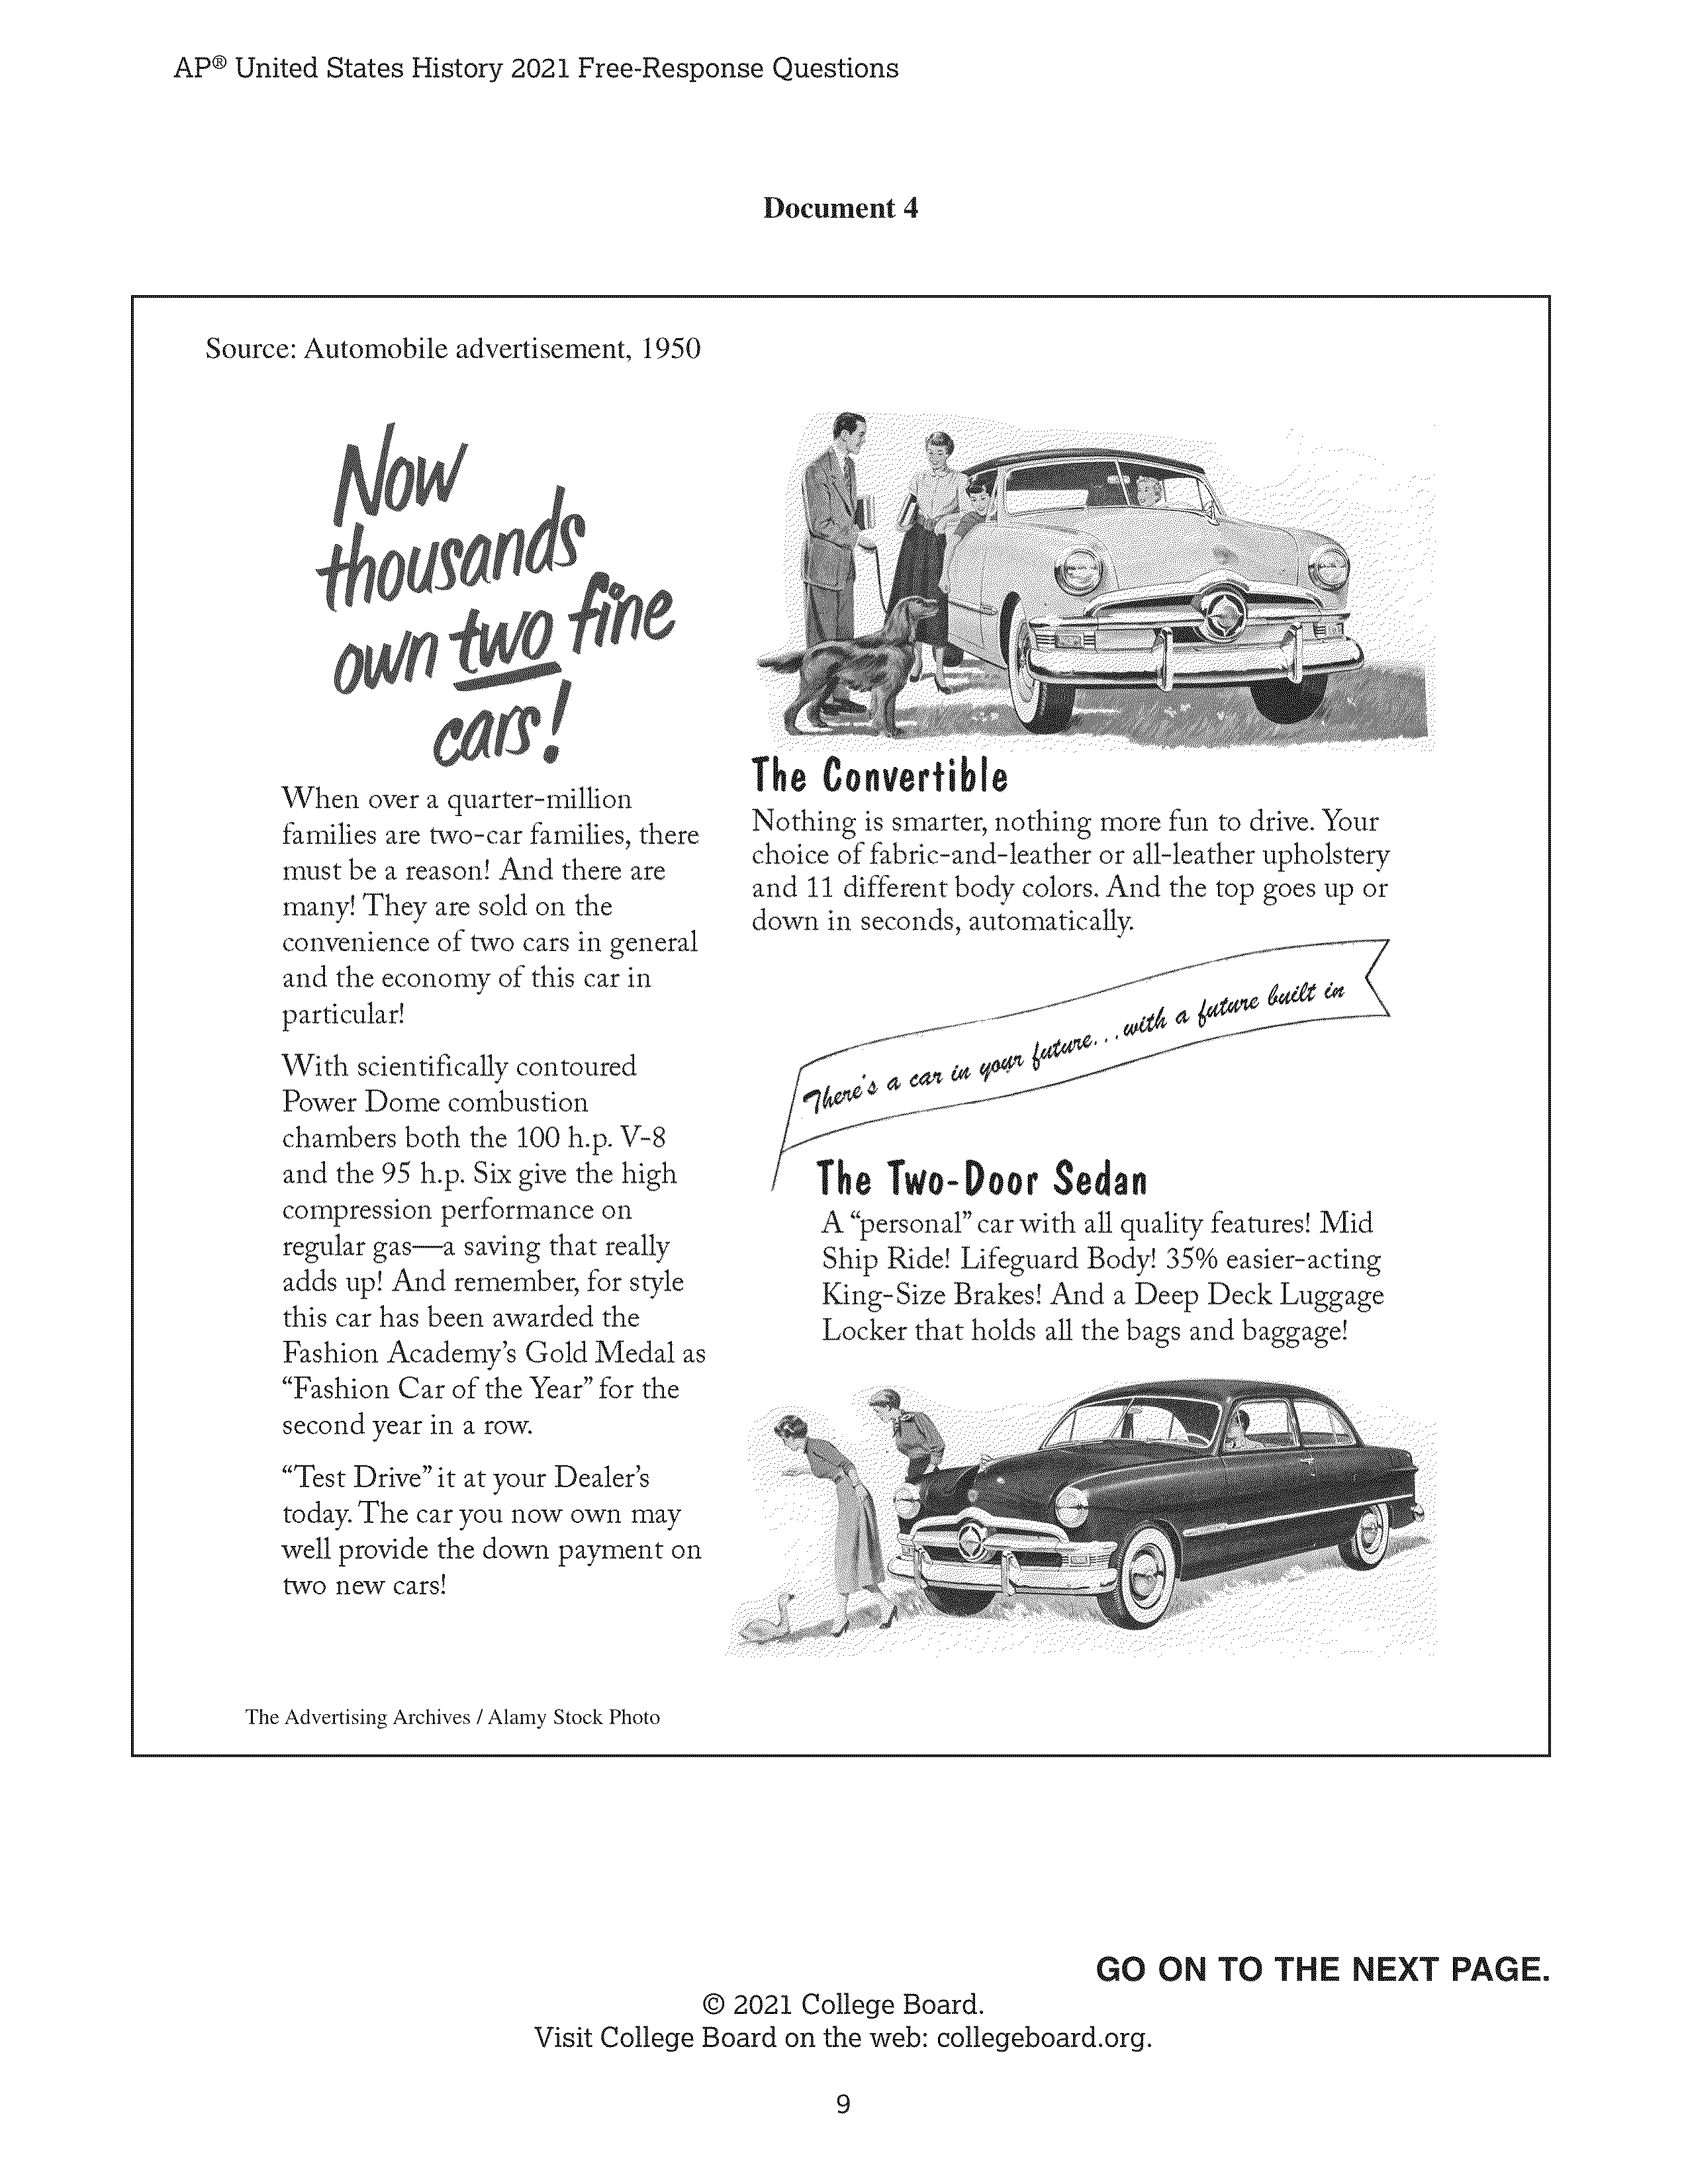 AP® United States History 2021 Free-Response Questions
Document 4
Source: Automobile advertisement, 1950
Now
thousands
own two fine
cars!
When over a quarter-million
families are two-car families, there
must be a reason! And there are
many! They are sold on the
convenience of two cars in general
and the economy of this car in
particular!
With scientifically contoured
Power Dome combustion
chambers both the 100 h.p. V-8
and the 95 h.p. Six give the high
compression performance on
regular gas—a saving that really
adds up! And remember, for style
this car has been awarded the
Fashion Academy's Gold Medal as
“Fashion Car of the Year” for the
second year in a row.
“Test Drive” it at your Dealer's
today. The car you now own may
well provide the down payment on
two new cars!
The Convertible
Nothing is smarter, nothing more fun to drive. Your
choice of fabric-and-leather or all-leather upholstery
and 11 different body colors. And the top goes up or
down in seconds, automatically.
There's a car in your future...with a future built in
The Two-Door Sedan
A “personal” car with all quality features! Mid
Ship Ride! Lifeguard Body! 35% easier-acting
King-Size Brakes! And a Deep Deck Luggage
Locker that holds all the bags and baggage!
The Advertising Archives / Alamy Stock Photo
GO ON TO THE NEXT PAGE.
© 2021 College Board.
Visit College Board on the web: collegeboard.org.
9